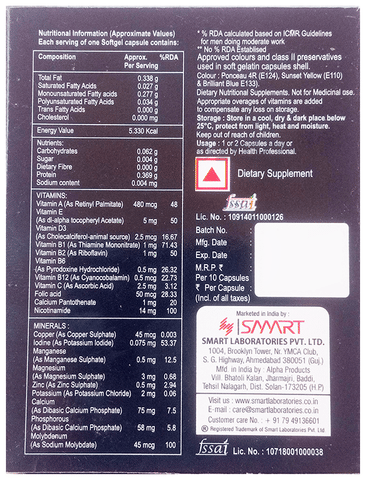 Nutritional Information (Approximate Values)
Each serving of one Softgel capsule contains:
Composition Approx. Per Serving %RDA
Total Fat 0.338 g
Saturated Fatty Acids 0.027 g
Monounsaturated Fatty Acids 0.277 g
Polyunsaturated Fatty Acids 0.034 g
Trans Fatty Acids 0.000 g
Cholesterol 0.000 mg
Energy Value 5.330 Kcal
Nutrients:
Carbohydrates 0.062 g
Sugar 0.004 g
Dietary Fibre 0.000 g
Protein 0.369 g
Sodium content 0.004 mg
VITAMINS:
Vitamin A (As Retinyl Palmitate) 480 mcg 48
Vitamin E
(As dl-alpha tocopheryl Acetate) 5 mg 50
Vitamin D3
(As Cholecalciferol-animal source) 2.5 mcg 16.67
Vitamin B1 (As Thiamine Mononitrate) 1 mg 71.43
Vitamin B2 (As Riboflavin) 1 mg 50
Vitamin B6
(As Pyrodoxine Hydrochloride) 0.5 mg 26.32
Vitamin B12 (As Cyanocobalamin) 0.5 mcg 22.73
Vitamin C (As Ascorbic Acid) 2.5 mg 3.12
Folic acid 50 mcg 28.33
Calcium Pantothenate 1 mg 20
Nicotinamide 14 mg 100
MINERALS :
Copper (As Copper Sulphate) 45 mcg 0.003
Iodine (As Potassium Iodide) 0.075 mg 53.37
Manganese
(As Manganese Sulphate) 0.5 mg 12.5
Magnesium
(As Magnesium Sulphate) 3 mg 0.68
Zinc (As Zinc Sulphate) 0.5 mg 2.94
Potassium (As Potassium Chloride) 2 mg 0.06
Calcium
(As Dibasic Calcium Phosphate) 75 mg 7.5
Phosphorous
(As Dibasic Calcium Phosphate) 58 mg 5.8
Molybdenum
(As Sodium Molybdate) 45 mcg 100
* % RDA calculated based on ICMR Guidelines
for men doing moderate work
** No % RDA Established
Approved colours and class II preservatives
used in soft gelatin capsules shell.
Colour : Ponceau 4R (E124), Sunset Yellow (E110)
& Brilliant Blue E133).
Dietary Nutritional Supplements. Not for Medicinal use.
Appropriate overages of vitamins are added
to compensate any loss on storage.
Storage : Store in a cool, dry & dark place below
25°C, protect from light, heat and moisture.
Keep out of reach of children.
Usage : 1 or 2 Capsules a day or
as directed by Health Professional.
Dietary Supplement
fssai
Lic. No. : 10914011000126
Batch No. :
Mfg. Date :
Exp. Date :
M.R.P. ₹
Per 10 Capsules :
₹ Per Capsule :
(Incl. of all taxes)
Marketed in India by :
SMART
SMART LABORATORIES PVT. LTD.
1004, Brooklyn Tower, Nr. YMCA Club,
S. G. Highway, Ahmedabad 380051 (Guj.)
Mfd. in India by : Alpha Products
Vill. Bhatoli Kalan, Jharmajri, Baddi,
Tehsil Nalagarh, Dist. Solan-173205 (H.P)
Visit us : www.smartlaboratories.co.in
E-mail : care@smartlaboratories.co.in
Customer care No. : + 91 79 49136601
® Registered Trademark of Smart Laboratories Pvt. Ltd.
fssai Lic. No. : 10718001000038